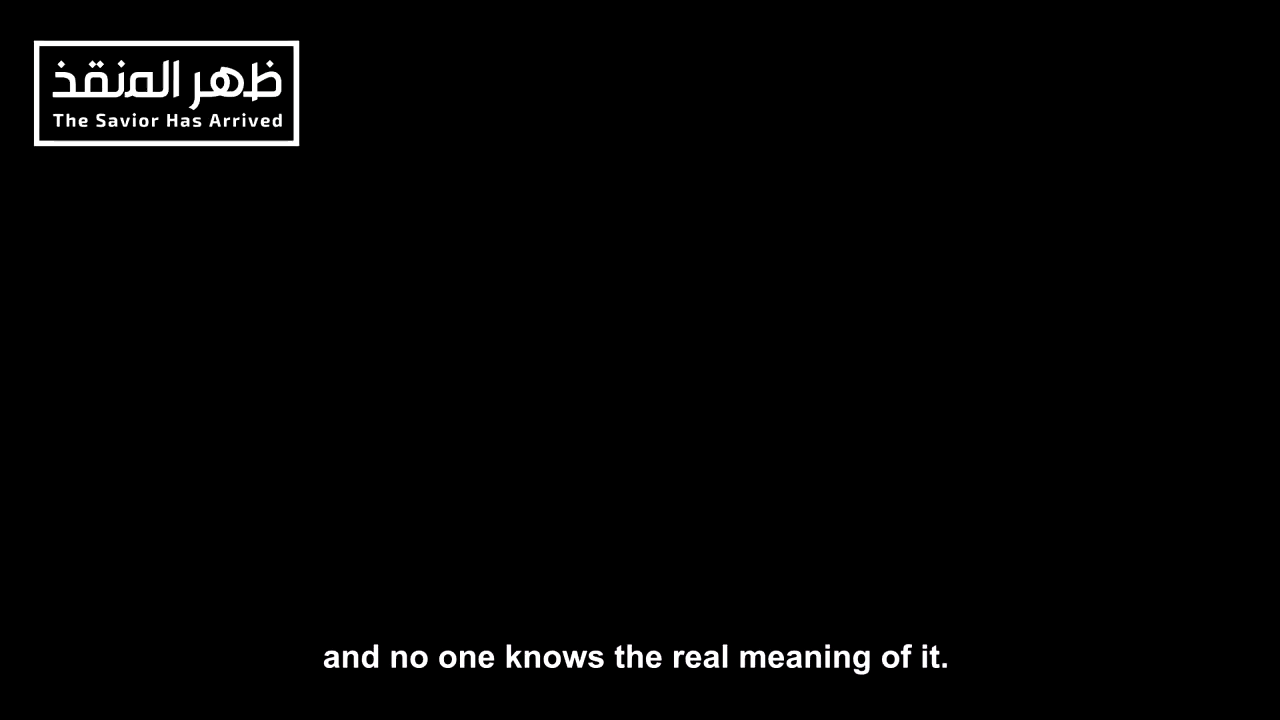 ظهر المنقذ
The Savior Has Arrived
and no one knows the real meaning of it.